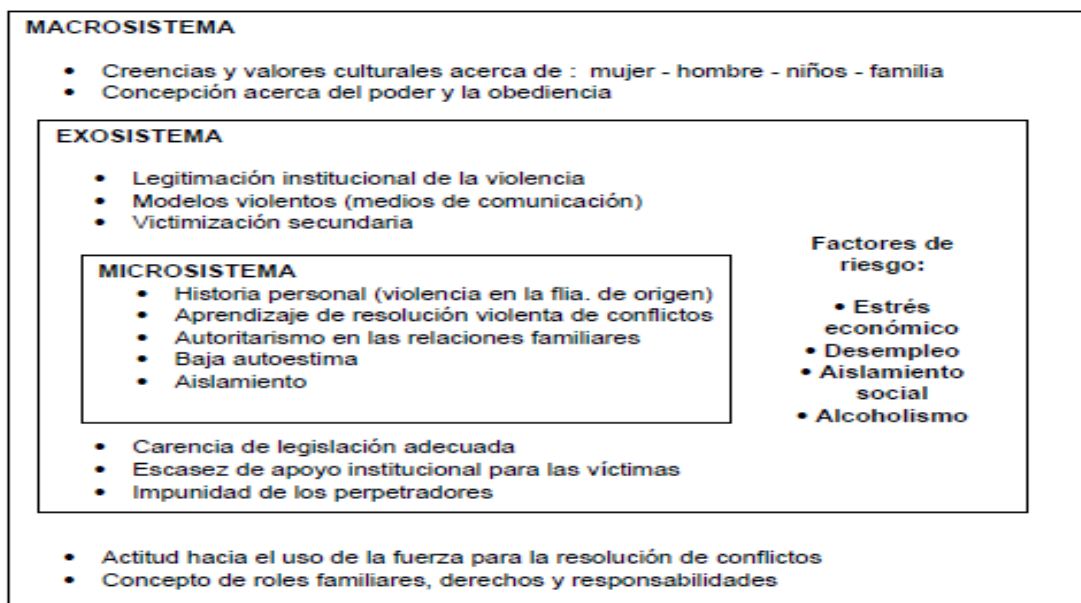 MACROSISTEMA
• Creencias y valores culturales acerca de : mujer - hombre - niños - familia
• Concepción acerca del poder y la obediencia
EXOSISTEMA
• Legitimación institucional de la violencia
• Modelos violentos (medios de comunicación)
• Victimización secundaria
MICROSISTEMA
• Historia personal (violencia en la flia. de origen)
• Aprendizaje de resolución violenta de conflictos
• Autoritarismo en las relaciones familiares
• Baja autoestima
• Aislamiento
Factores de
riesgo:
• Estrés
económico
• Desempleo
• Aislamiento
social
• Alcoholismo
• Carencia de legislación adecuada
• Escasez de apoyo institucional para las víctimas
• Impunidad de los perpetradores
• Actitud hacia el uso de la fuerza para la resolución de conflictos
• Concepto de roles familiares, derechos y responsabilidades